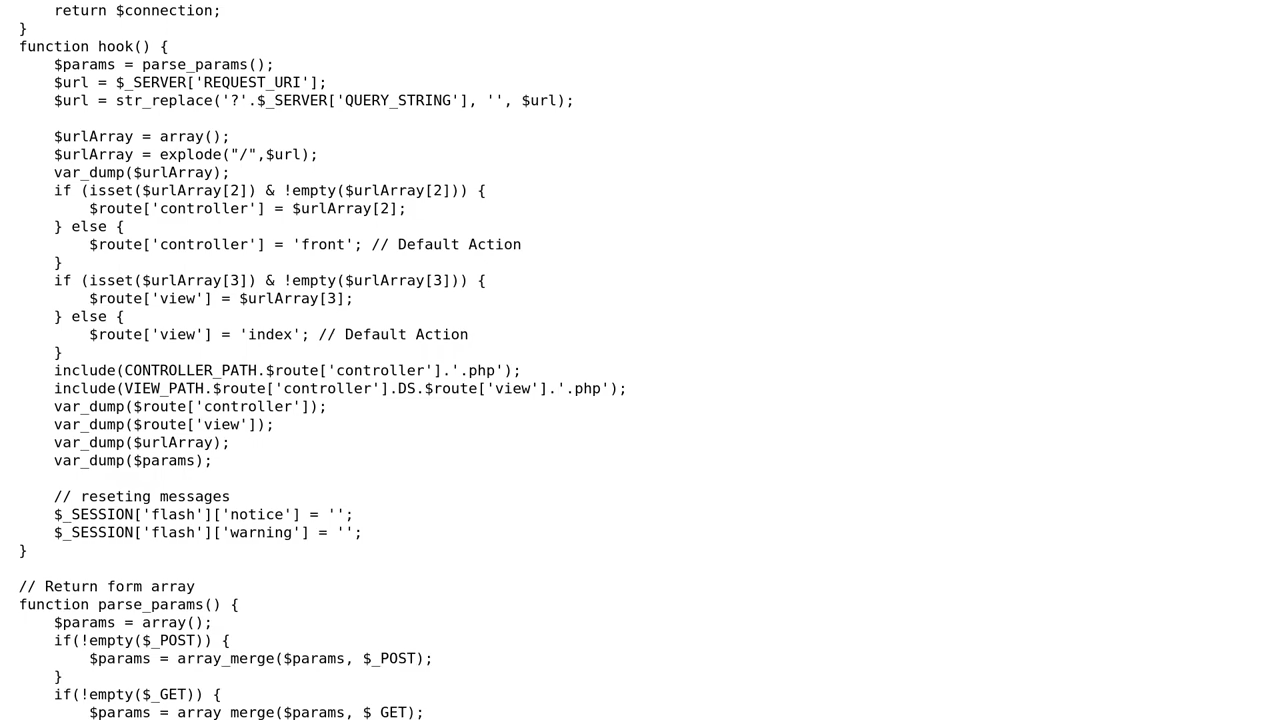 return $connection;
}
function hook() {
    $params = parse_params();
    $url = $_SERVER['REQUEST_URI'];
    $url = str_replace('?'.$_SERVER['QUERY_STRING'], '', $url);

    $urlArray = array();
    $urlArray = explode("/",$url);
    var_dump($urlArray);
    if (isset($urlArray[2]) & !empty($urlArray[2])) {
        $route['controller'] = $urlArray[2];
    } else {
        $route['controller'] = 'front'; // Default Action
    }
    if (isset($urlArray[3]) & !empty($urlArray[3])) {
        $route['view'] = $urlArray[3];
    } else {
        $route['view'] = 'index'; // Default Action
    }
    include(CONTROLLER_PATH.$route['controller'].'.php');
    include(VIEW_PATH.$route['controller'].DS.$route['view'].'.php');
    var_dump($route['controller']);
    var_dump($route['view']);
    var_dump($urlArray);
    var_dump($params);

    // reseting messages
    $_SESSION['flash']['notice'] = '';
    $_SESSION['flash']['warning'] = '';
}

// Return form array
function parse_params() {
    $params = array();
    if(!empty($_POST)) {
        $params = array_merge($params, $_POST);
    }
    if(!empty($_GET)) {
        $params = array_merge($params, $_GET);